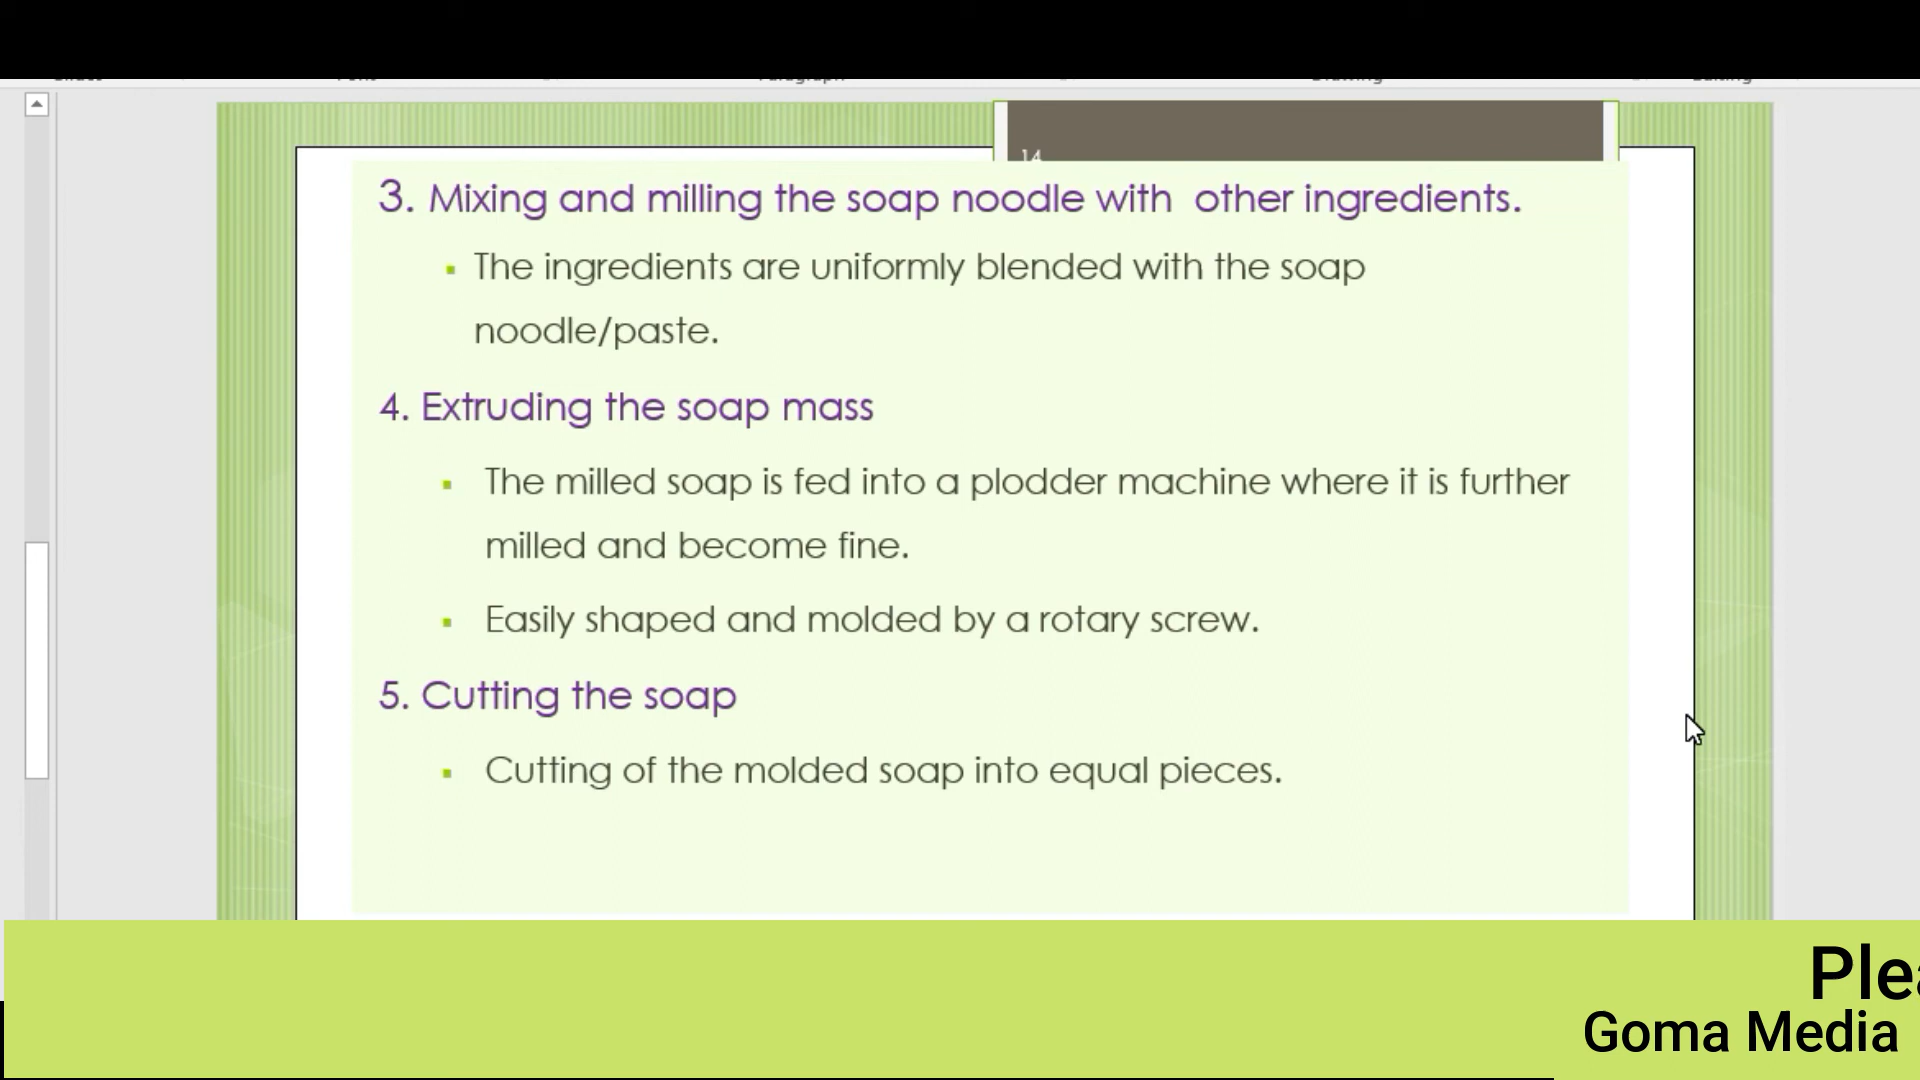 14
3. Mixing and milling the soap noodle with other ingredients.
▪ The ingredients are uniformly blended with the soap
noodle/paste.
4. Extruding the soap mass
▪ The milled soap is fed into a plodder machine where it is further
milled and become fine.
▪ Easily shaped and molded by a rotary screw.
5. Cutting the soap
▪ Cutting of the molded soap into equal pieces.
Goma Media